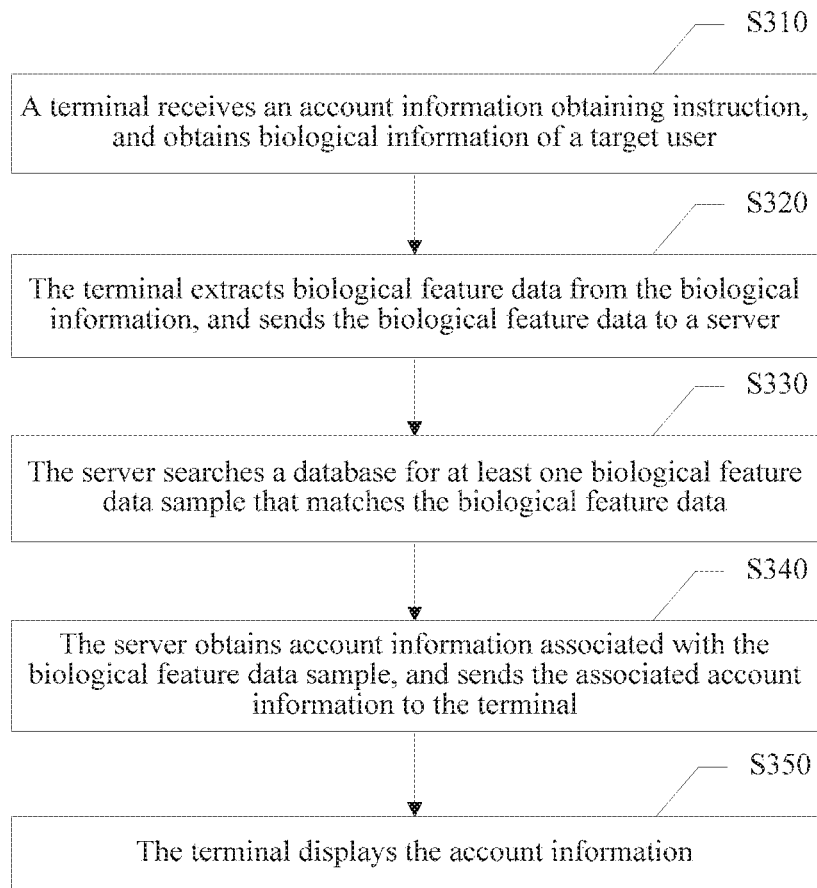 S310
A terminal receives an account information obtaining instruction,
and obtains biological information of a target user
S320
The terminal extracts biological feature data from the biological
information, and sends the biological feature data to a server
S330
The server searches a database for at least one biological feature
data sample that matches the biological feature data
S340
The server obtains account information associated with the
biological feature data sample, and sends the associated account
information to the terminal
S350
The terminal displays the account information